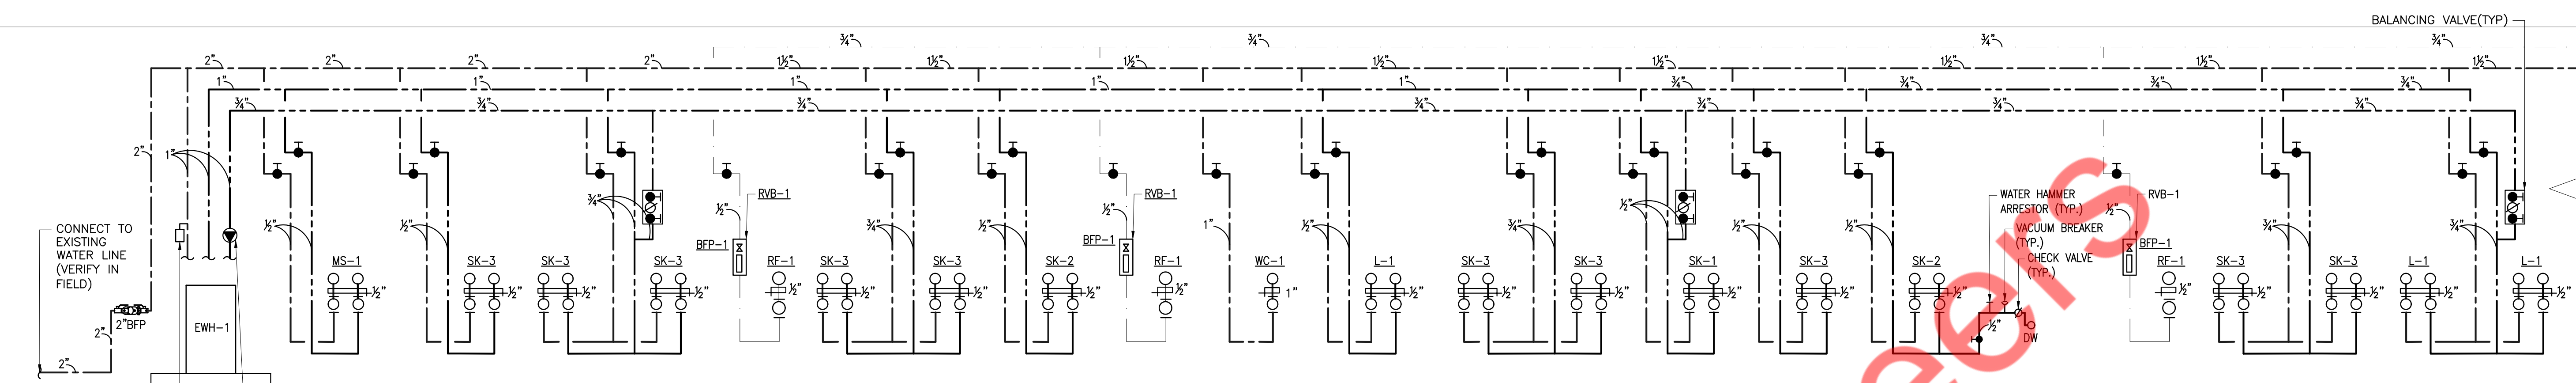 BALANCING VALVE(TYP)
¾" ¾" ¾" ¾"
2" 2" 2" 2" 1½" 1½" 1½" 1½" 1½" 1½" 1½" 1½"
1" 1" 1" 1" 1" ¾" ¾" ¾" ¾"
¾" ¾" ¾" ¾" ¾" ¾" ¾"
2" 1"
RVB-1 RVB-1 RVB-1
WATER HAMMER
ARRESTOR (TYP.)
VACUUM BREAKER
(TYP.)
CHECK VALVE
(TYP.)
¾" ½" ½" ½" ½"
½" ½" ¾" ½" 1" ½" ¾" ½" ½" ¾" ¾"
CONNECT TO
EXISTING
WATER LINE
(VERIFY IN
FIELD)
BFP-1 BFP-1 BFP-1
MS-1 SK-3 SK-3 SK-3 RF-1 SK-3 SK-3 SK-2 RF-1 WC-1 L-1 SK-3 SK-3 SK-1 SK-3 SK-2 RF-1 SK-3 SK-3 L-1 L-1
½" ½" ½" ½" ½" ½" ½" ½" ½" 1" ½" ½" ½" ½" ½" ½" ½" ½" ½" ½" ½"
2"BFP
EWH-1
2"
½"
DW
2"
eers